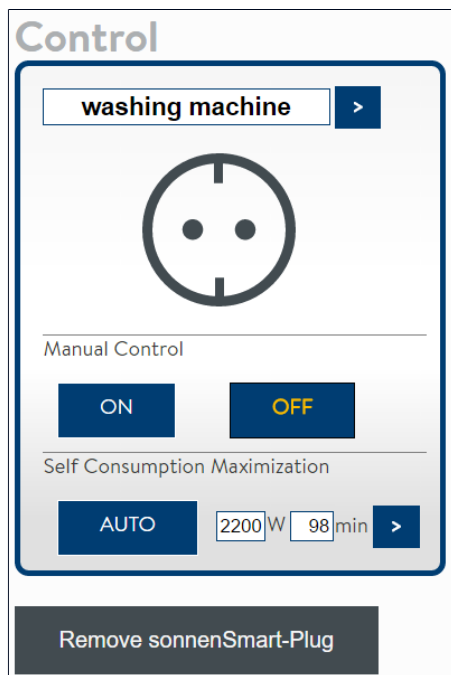 Control
washing machine >
Manual Control
ON OFF
Self Consumption Maximization
AUTO 2200 W 98 min >
Remove sonnenSmart-Plug